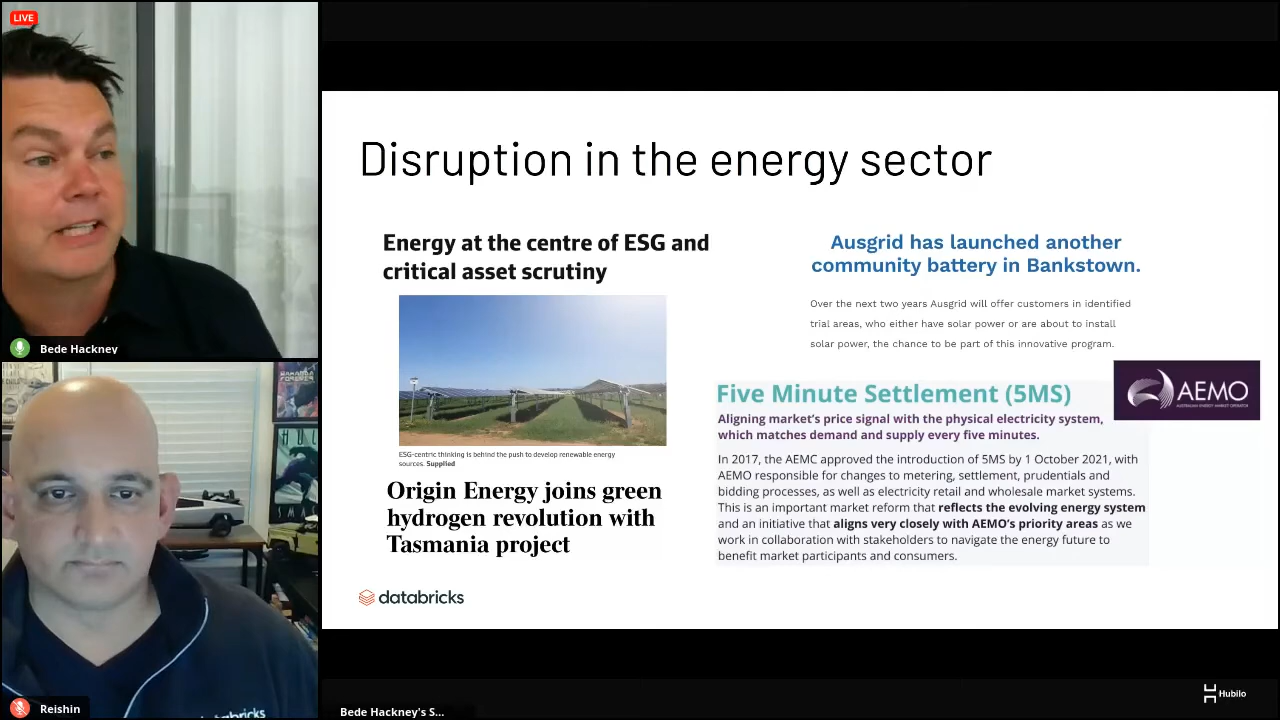 LIVE
Bede Hackney
Reishin
databricks
Disruption in the energy sector
Energy at the centre of ESG and
critical asset scrutiny
ESG-centric thinking is behind the push to develop renewable energy
sources. Supplied
Origin Energy joins green
hydrogen revolution with
Tasmania project
databricks
Ausgrid has launched another
community battery in Bankstown.
Over the next two years Ausgrid will offer customers in identified
trial areas, who either have solar power or are about to install
solar power, the chance to be part of this innovative program.
AEMO
AUSTRALIAN ENERGY MARKET OPERATOR
Five Minute Settlement (5MS)
Aligning market's price signal with the physical electricity system,
which matches demand and supply every five minutes.
In 2017, the AEMC approved the introduction of 5MS by 1 October 2021, with
AEMO responsible for changes to metering, settlement, prudentials and
bidding processes, as well as electricity retail and wholesale market systems.
This is an important market reform that reflects the evolving energy system
and an initiative that aligns very closely with AEMO's priority areas as we
work in collaboration with stakeholders to navigate the energy future to
benefit market participants and consumers.
Bede Hackney's S...
Hubilo